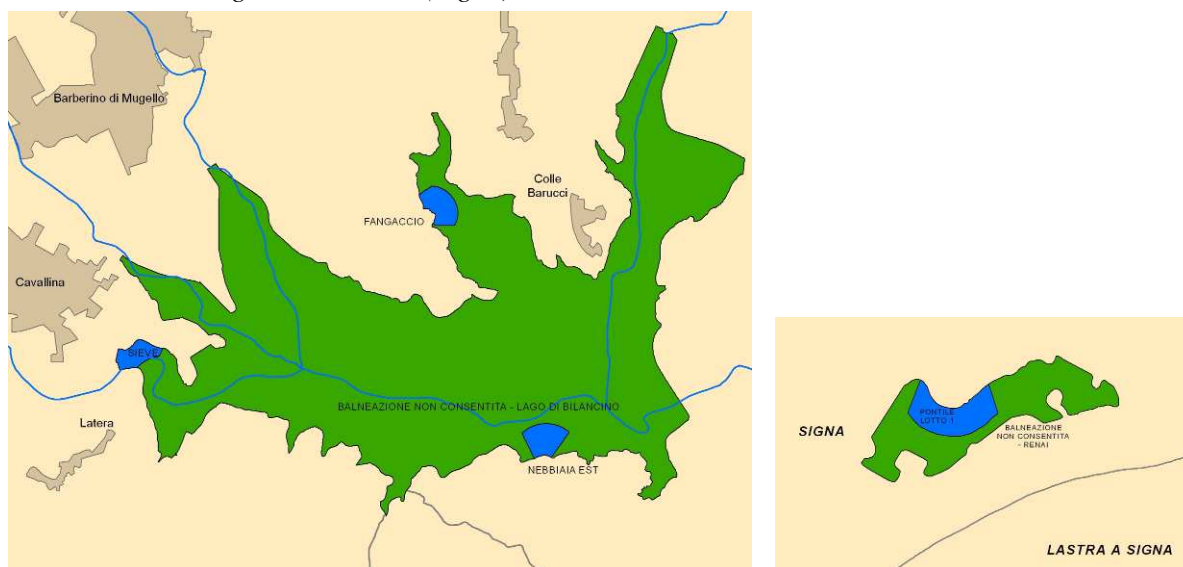 Barberino di Mugello
Colle
Barucci
FANGACCIO
Cavallina
SIEVE
BALNEAZIONE NON CONSENTITA - LAGO DI BILANCINO
Latera
NEBBIAIA EST
PONTILE
LOTTO 1
SIGNA
BALNEAZIONE
NON CONSENTITA
- RENAI
LASTRA A SIGNA